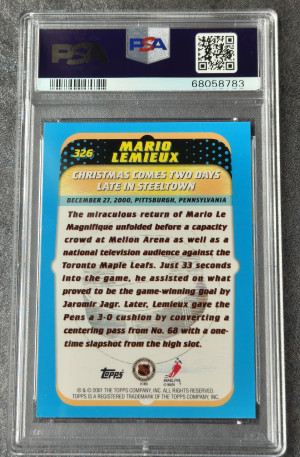 PSA
PSA
68058783
326
MARIO
LEMIEUX
CHRISTMAS COMES TWO DAYS
LATE IN STEELTOWN
DECEMBER 27, 2000, PITTSBURGH, PENNSYLVANIA
The miraculous return of Mario Le
Magnifique unfolded before a capacity
crowd at Mellon Arena as well as a
national television audience against the
Toronto Maple Leafs. Just 33 seconds
into the game, he assisted on what
proved to be the game-winning goal by
Jaromir Jagr. Later, Lemieux gave the
Pens a 3-0 cushion by converting a
centering pass from No. 68 with a one-
time slapshot from the high slot.
Topps
® & © 2001 THE TOPPS COMPANY, INC. ALL RIGHTS RESERVED.
TOPPS IS A REGISTERED TRADEMARK OF THE TOPPS COMPANY, INC.